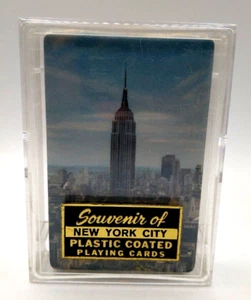 Souvenir of
NEW YORK CITY
PLASTIC COATED
PLAYING CARDS